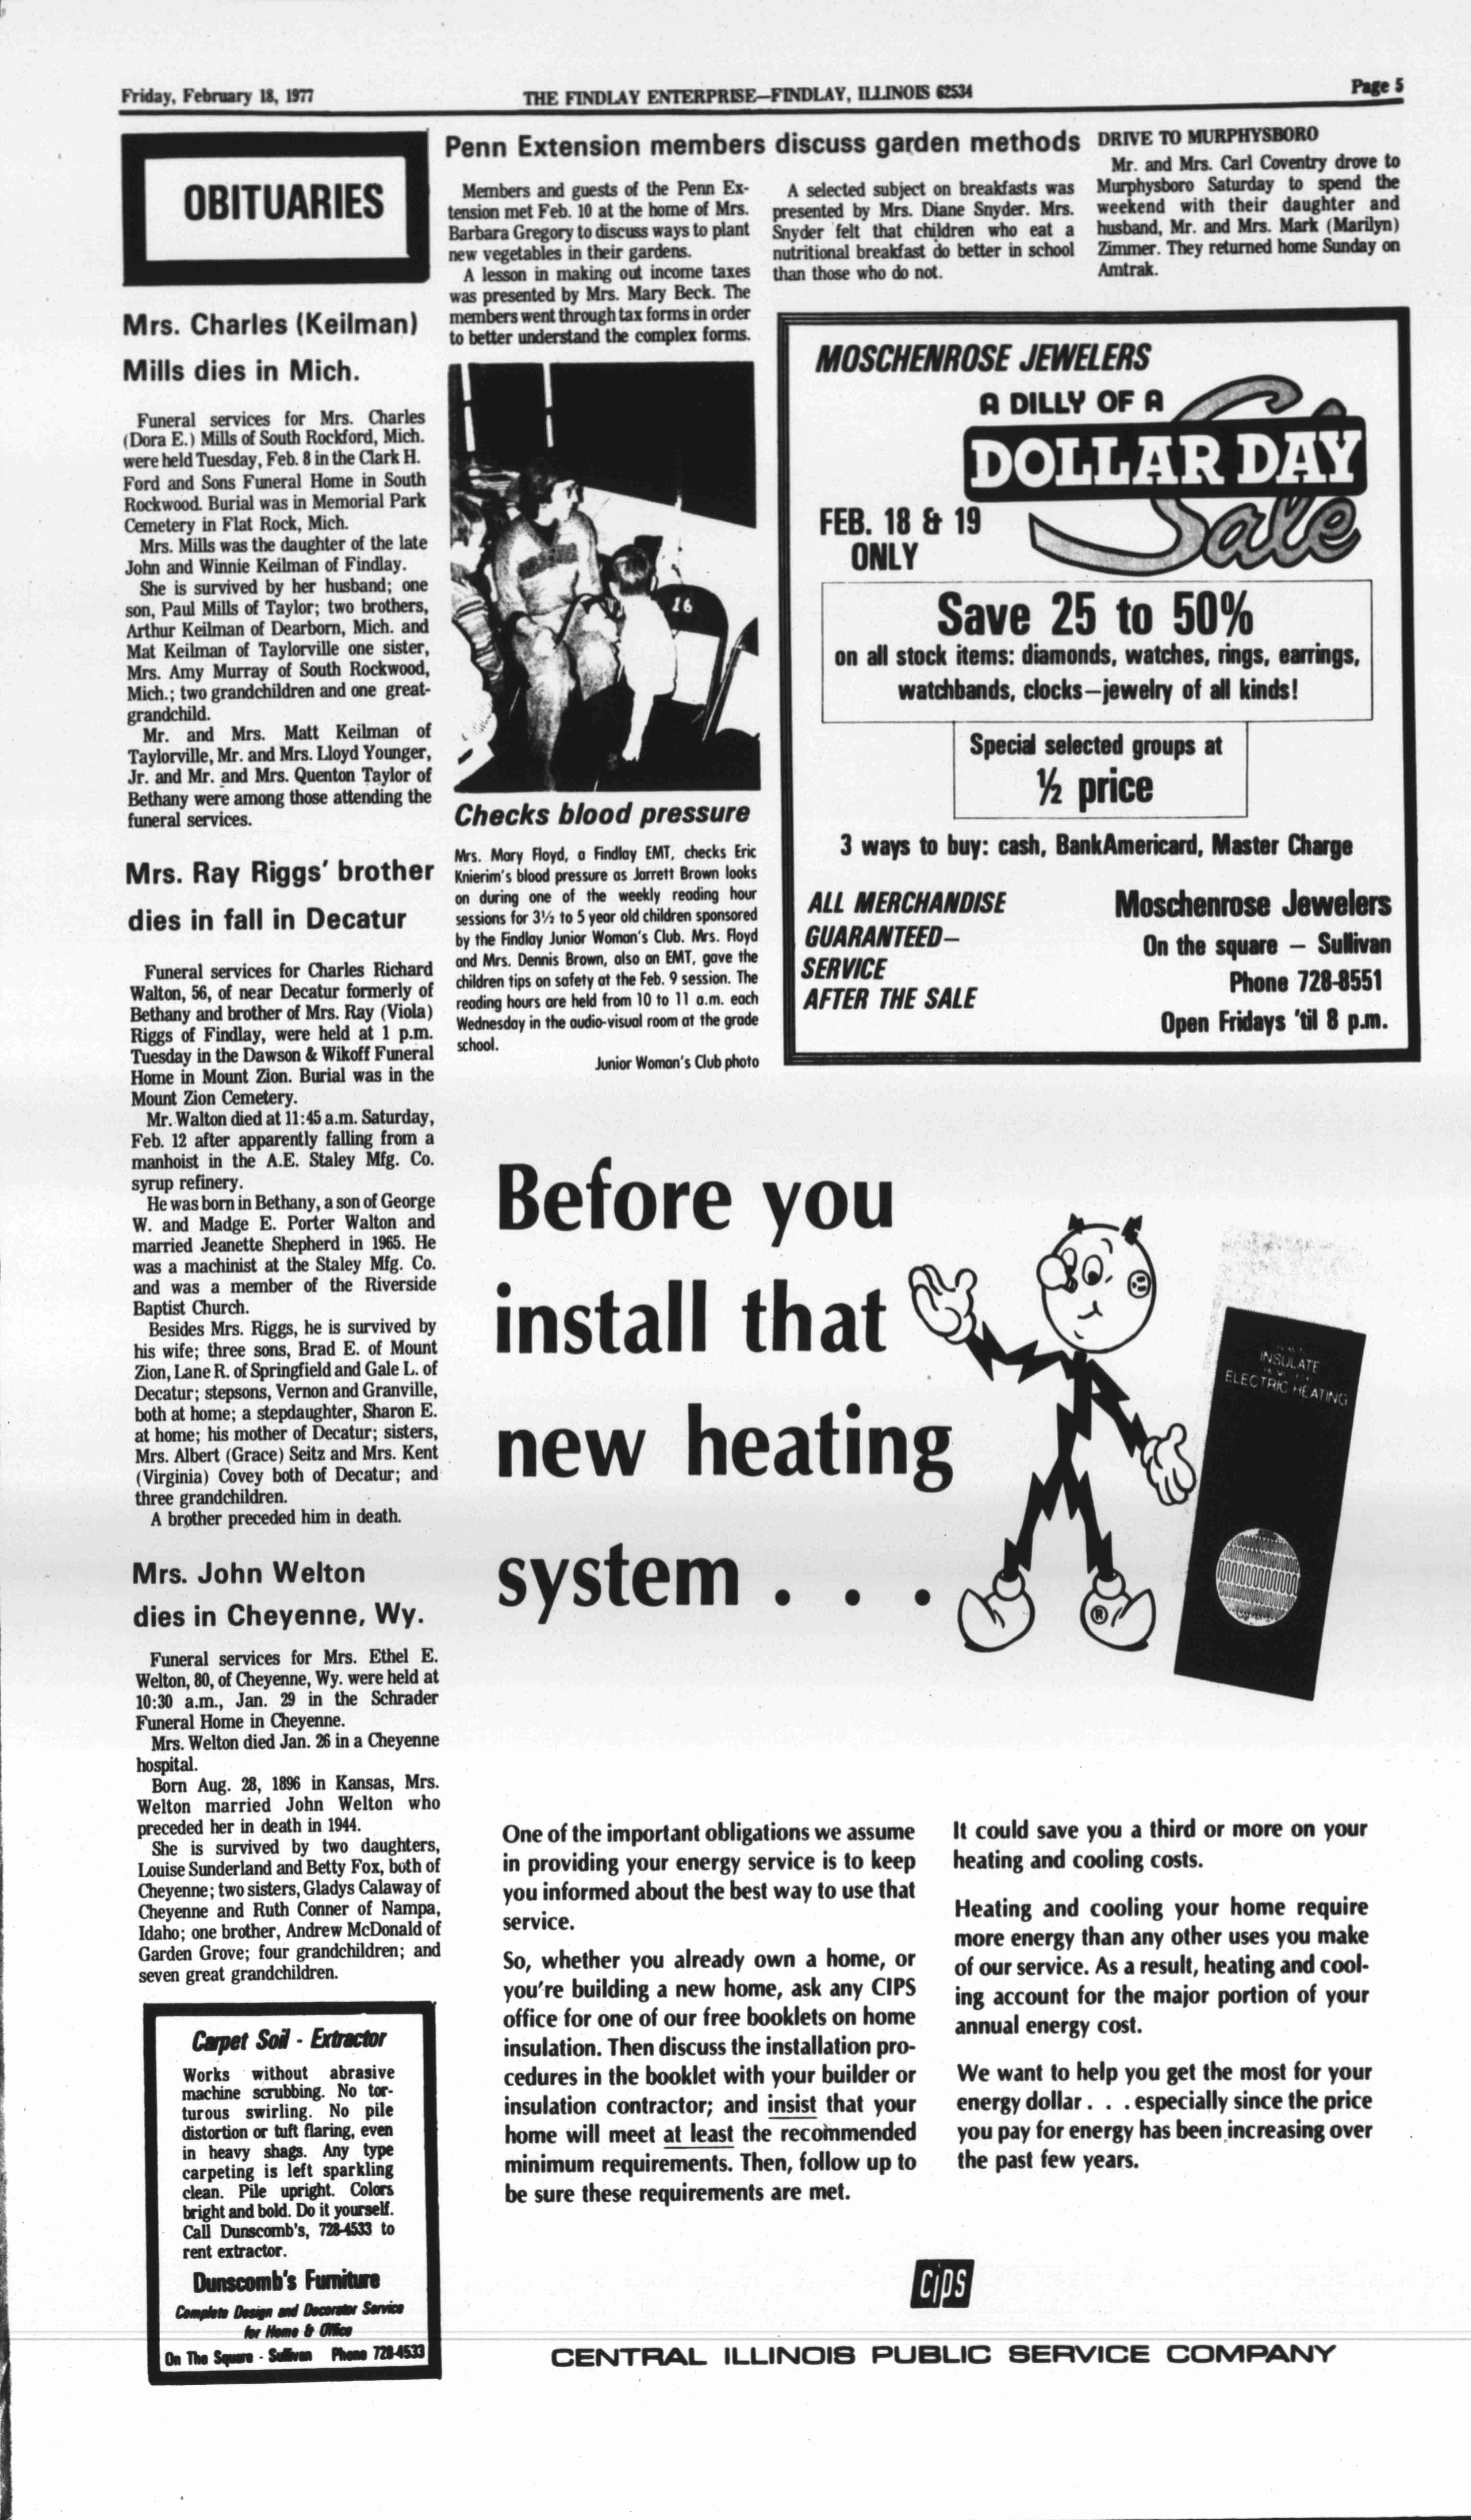 Friday, February 18, 1977
THE FINDLAY ENTERPRISE—FINDLAY, ILLINOIS 62534
Page 5
OBITUARIES
Mrs. Charles (Keilman)
Mills dies in Mich.
Funeral services for Mrs. Charles
(Dora E.) Mills of South Rockford, Mich.
were held Tuesday, Feb. 8 in the Clark H.
Ford and Sons Funeral Home in South
Rockwood. Burial was in Memorial Park
Cemetery in Flat Rock, Mich.
Mrs. Mills was the daughter of the late
John and Winnie Keilman of Findlay.
She is survived by her husband; one
son, Paul Mills of Taylor; two brothers,
Arthur Keilman of Dearborn, Mich. and
Mat Keilman of Taylorville one sister,
Mrs. Amy Murray of South Rockwood,
Mich.; two grandchildren and one great-
grandchild.
Mr. and Mrs. Matt Keilman of
Taylorville, Mr. and Mrs. Lloyd Younger,
Jr. and Mr. and Mrs. Quenton Taylor of
Bethany were among those attending the
funeral services.
Mrs. Ray Riggs' brother
dies in fall in Decatur
Funeral services for Charles Richard
Walton, 56, of near Decatur formerly of
Bethany and brother of Mrs. Ray (Viola)
Riggs of Findlay, were held at 1 p.m.
Tuesday in the Dawson & Wikoff Funeral
Home in Mount Zion. Burial was in the
Mount Zion Cemetery.
Mr. Walton died at 11:45 a.m. Saturday,
Feb. 12 after apparently falling from a
manhoist in the A.E. Staley Mfg. Co.
syrup refinery.
He was born in Bethany, a son of George
W. and Madge E. Porter Walton and
married Jeanette Shepherd in 1965. He
was a machinist at the Staley Mfg. Co.
and was a member of the Riverside
Baptist Church.
Besides Mrs. Riggs, he is survived by
his wife; three sons, Brad E. of Mount
Zion, Lane R. of Springfield and Gale L. of
Decatur; stepsons, Vernon and Granville,
both at home; a stepdaughter, Sharon E.
at home; his mother of Decatur; sisters,
Mrs. Albert (Grace) Seitz and Mrs. Kent
(Virginia) Covey both of Decatur; and
three grandchildren.
A brother preceded him in death.
Mrs. John Welton
dies in Cheyenne, Wy.
Funeral services for Mrs. Ethel E.
Welton, 80, of Cheyenne, Wy. were held at
10:30 a.m., Jan. 29 in the Schrader
Funeral Home in Cheyenne.
Mrs. Welton died Jan. 26 in a Cheyenne
hospital.
Born Aug. 28, 1896 in Kansas, Mrs.
Welton married John Welton who
preceded her in death in 1944.
She is survived by two daughters,
Louise Sunderland and Betty Fox, both of
Cheyenne; two sisters, Gladys Calaway of
Cheyenne and Ruth Conner of Nampa,
Idaho; one brother, Andrew McDonald of
Garden Grove; four grandchildren; and
seven great grandchildren.
Carpet Soil - Extractor
Works without abrasive
machine scrubbing. No tor-
turous swirling. No pile
distortion or tuft flaring, even
in heavy shags. Any type
carpeting is left sparkling
clean. Pile upright. Colors
bright and bold. Do it yourself.
Call Dunscomb's, 728-4533 to
rent extractor.
Dunscomb's Furniture
Complete Design and Decorator Service
for Home & Office
On The Square - Sullivan Phone 728-4533
Penn Extension members discuss garden methods
Members and guests of the Penn Ex-
tension met Feb. 10 at the home of Mrs.
Barbara Gregory to discuss ways to plant
new vegetables in their gardens.
A lesson in making out income taxes
was presented by Mrs. Mary Beck. The
members went through tax forms in order
to better understand the complex forms.
A selected subject on breakfasts was
presented by Mrs. Diane Snyder. Mrs.
Snyder felt that children who eat a
nutritional breakfast do better in school
than those who do not.
DRIVE TO MURPHYSBORO
Mr. and Mrs. Carl Coventry drove to
Murphysboro Saturday to spend the
weekend with their daughter and
husband, Mr. and Mrs. Mark (Marilyn)
Zimmer. They returned home Sunday on
Amtrak.
16
Checks blood pressure
Mrs. Mary Floyd, a Findlay EMT, checks Eric
Knierim's blood pressure as Jarrett Brown looks
on during one of the weekly reading hour
sessions for 3½ to 5 year old children sponsored
by the Findlay Junior Woman's Club. Mrs. Floyd
and Mrs. Dennis Brown, also an EMT, gave the
children tips on safety at the Feb. 9 session. The
reading hours are held from 10 to 11 a.m. each
Wednesday in the audio-visual room at the grade
school.
Junior Woman's Club photo
MOSCHENROSE JEWELERS
A DILLY OF A
DOLLAR DAY
Sale
FEB. 18 & 19
ONLY
Save 25 to 50%
on all stock items: diamonds, watches, rings, earrings,
watchbands, clocks—jewelry of all kinds!
Special selected groups at
½ price
3 ways to buy: cash, BankAmericard, Master Charge
ALL MERCHANDISE
GUARANTEED—
SERVICE
AFTER THE SALE
Moschenrose Jewelers
On the square — Sullivan
Phone 728-8551
Open Fridays 'til 8 p.m.
Before you
install that
new heating
system . . .
®
INSULATE
ELECTRIC HEATING
One of the important obligations we assume
in providing your energy service is to keep
you informed about the best way to use that
service.
So, whether you already own a home, or
you're building a new home, ask any CIPS
office for one of our free booklets on home
insulation. Then discuss the installation pro-
cedures in the booklet with your builder or
insulation contractor; and insist that your
home will meet at least the recommended
minimum requirements. Then, follow up to
be sure these requirements are met.
It could save you a third or more on your
heating and cooling costs.
Heating and cooling your home require
more energy than any other uses you make
of our service. As a result, heating and cool-
ing account for the major portion of your
annual energy cost.
We want to help you get the most for your
energy dollar . . . especially since the price
you pay for energy has been increasing over
the past few years.
cips
CENTRAL ILLINOIS PUBLIC SERVICE COMPANY